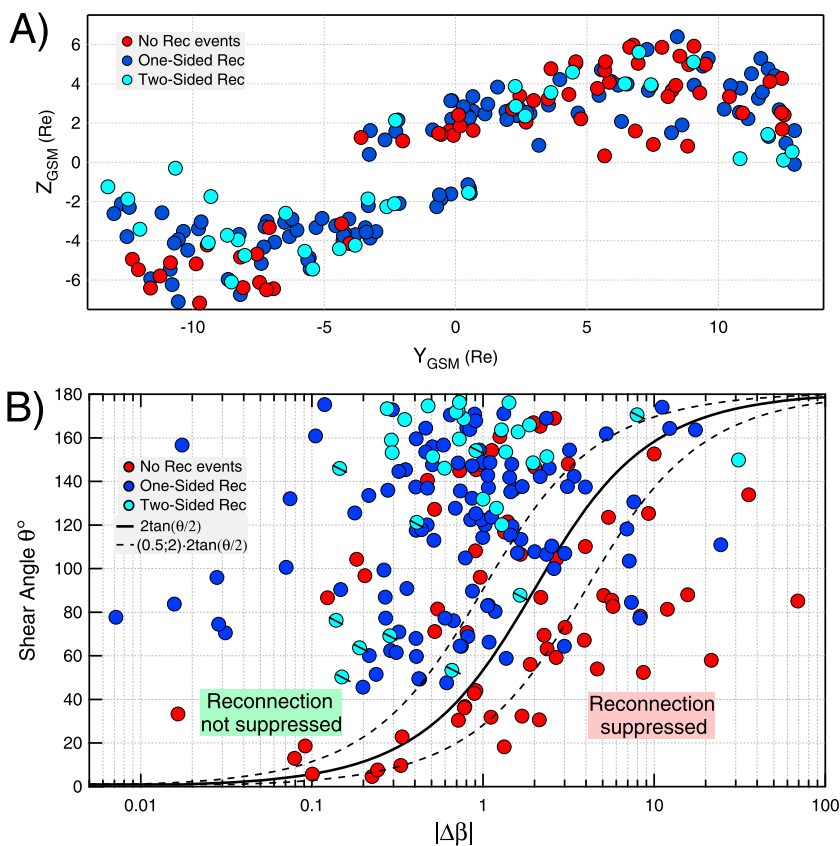 A)
No Rec events
One-Sided Rec
Two-Sided Rec
Z_GSM (Re)
6
4
2
0
-2
-4
-6
-10
-5
0
5
10
Y_GSM (Re)
B)
No Rec events
One-Sided Rec
Two-Sided Rec
2tan(θ/2)
(0.5;2)·2tan(θ/2)
Shear Angle θ°
180
160
140
120
100
80
60
40
20
0
Reconnection
not suppressed
Reconnection
suppressed
0.01
0.1
1
10
100
|Δβ|